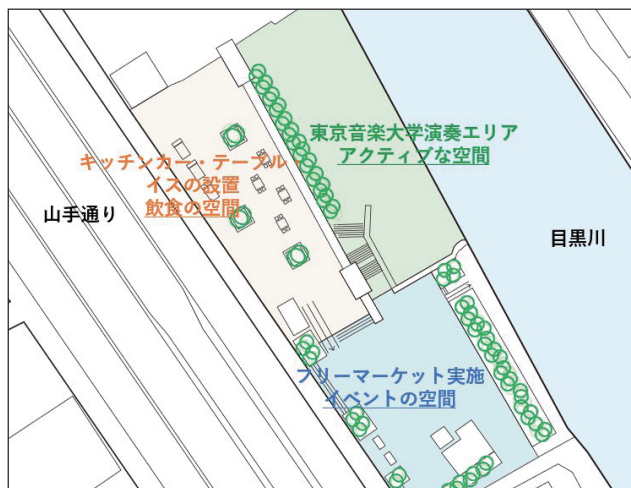 東京音楽大学演奏エリア
アクティブな空間
キッチンカー・テーブル・
イスの設置
飲食の空間
山手通り
目黒川
フリーマーケット実施
イベントの空間